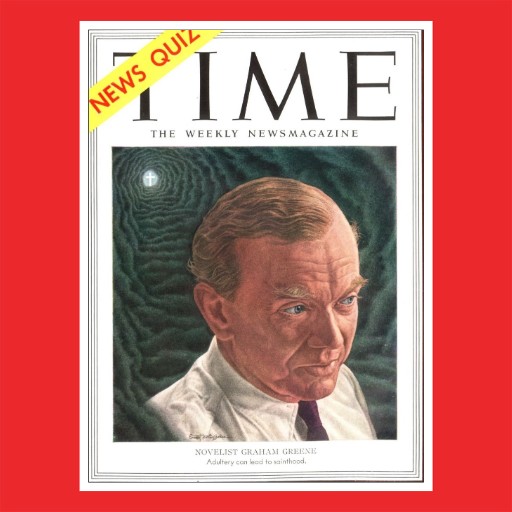 NEWS QUIZ
TIME
THE WEEKLY NEWSMAGAZINE
NOVELIST GRAHAM GREENE
Adultery can lead to sainthood.